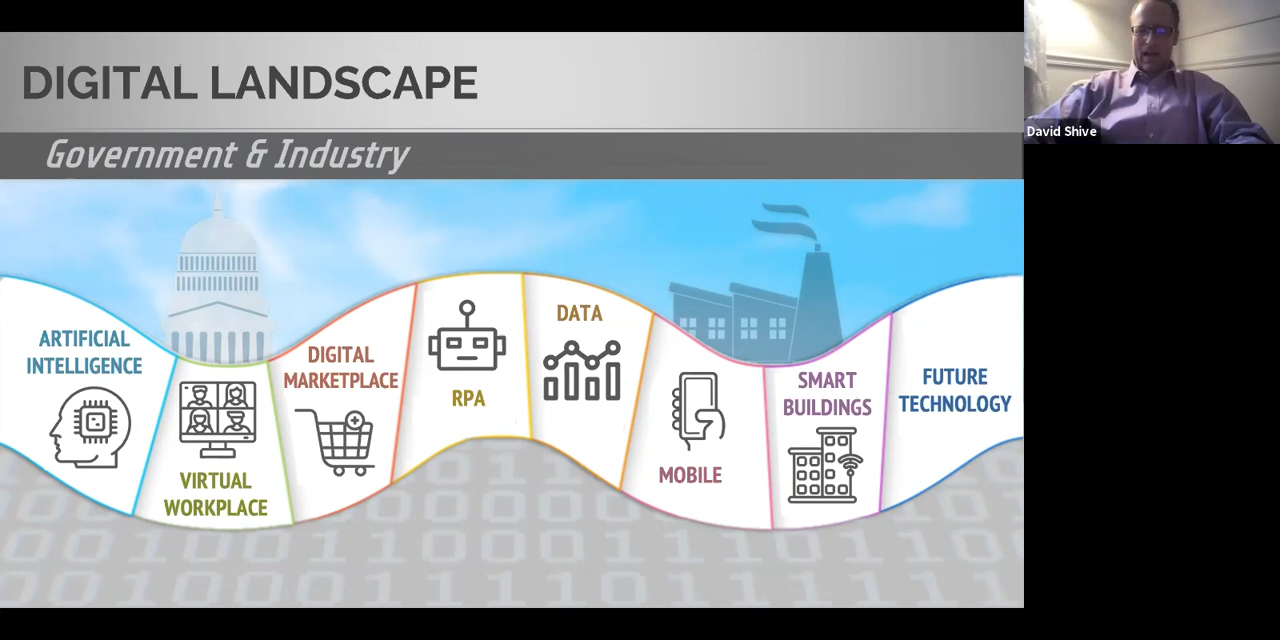 DIGITAL LANDSCAPE
Government & Industry
David Shive
ARTIFICIAL
INTELLIGENCE
VIRTUAL
WORKPLACE
DIGITAL
MARKETPLACE
RPA
DATA
MOBILE
SMART
BUILDINGS
FUTURE
TECHNOLOGY